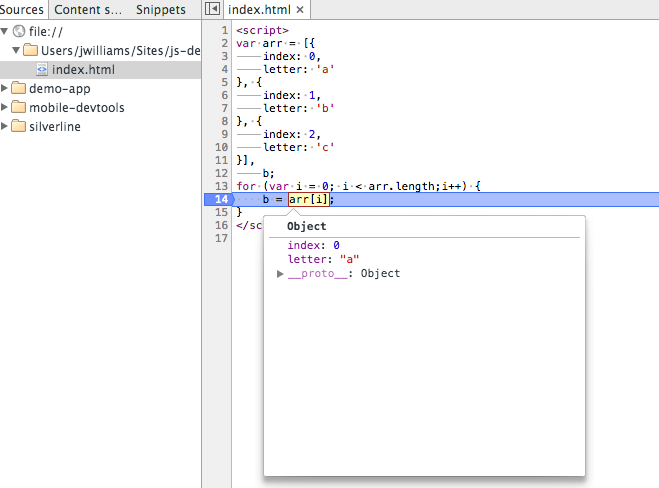 Sources Content s... Snippets
file://
Users/jwilliams/Sites/js-de
index.html
demo-app
mobile-devtools
silverline
index.html ×
1 <script>
2 var arr = [{
3 index: 0,
4 letter: 'a'
5 }, {
6 index: 1,
7 letter: 'b'
8 }, {
9 index: 2,
10 letter: 'c'
11 }],
12 b;
13 for (var i = 0; i < arr.length;i++) {
14 b = arr[i];
15 }
16 </sc
17
Object
index: 0
letter: "a"
__proto__: Object